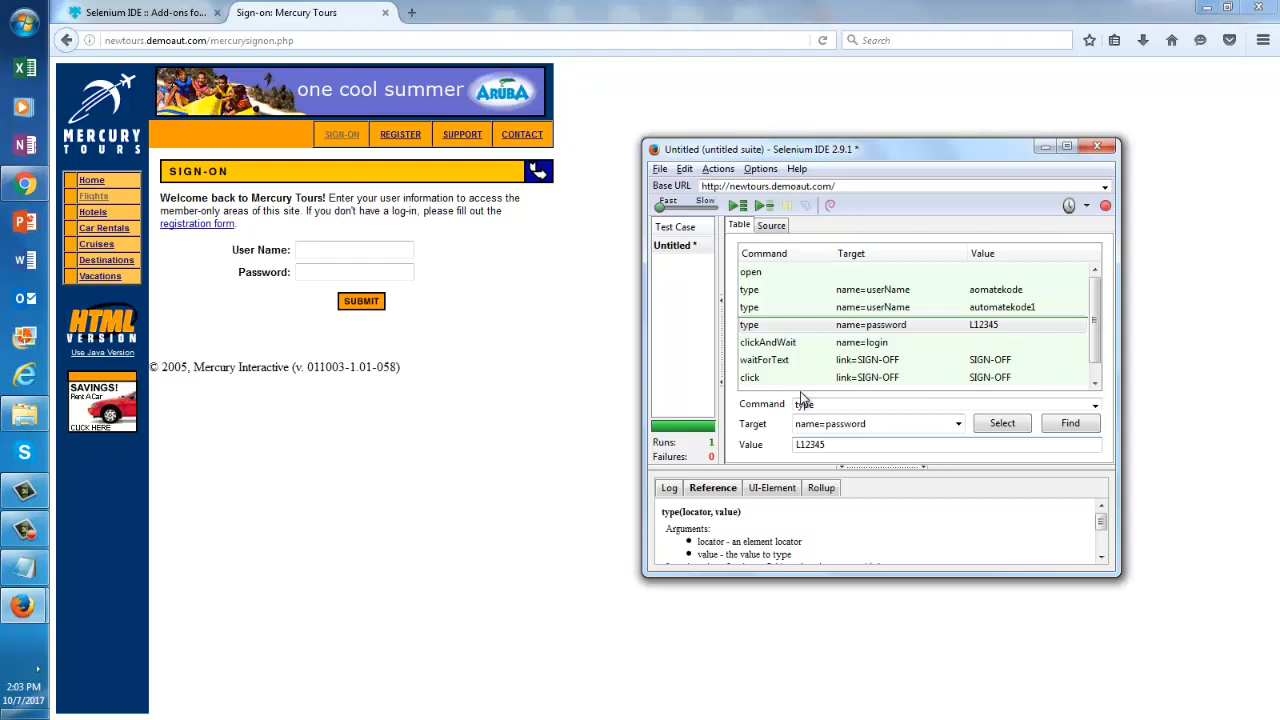 Selenium IDE :: Add-ons fo...
Sign-on: Mercury Tours
newtours.demoaut.com/mercurysignon.php
Search
one cool summer
ARUBA
MERCURY
TOURS
SIGN-ON
REGISTER
SUPPORT
CONTACT
Home
Flights
Hotels
Car Rentals
Cruises
Destinations
Vacations
HTML
VERSION
Use Java Version
SAVINGS!
Rent A Car
CLICK HERE
SIGN-ON
Welcome back to Mercury Tours! Enter your user information to access the
member-only areas of this site. If you don't have a log-in, please fill out the
registration form.
User Name:
Password:
SUBMIT
© 2005, Mercury Interactive (v. 011003-1.01-058)
Untitled (untitled suite) - Selenium IDE 2.9.1 *
File Edit Actions Options Help
Base URL http://newtours.demoaut.com/
Fast Slow
Test Case
Untitled *
Table Source
Command Target Value
open
type name=userName aomatekode
type name=userName automatekode1
type name=password L12345
clickAndWait name=login
waitForText link=SIGN-OFF SIGN-OFF
click link=SIGN-OFF SIGN-OFF
Command type
Target name=password Select Find
Value L12345
Runs: 1
Failures: 0
Log Reference UI-Element Rollup
type(locator, value)
Arguments:
locator - an element locator
value - the value to type
2:03 PM
10/7/2017